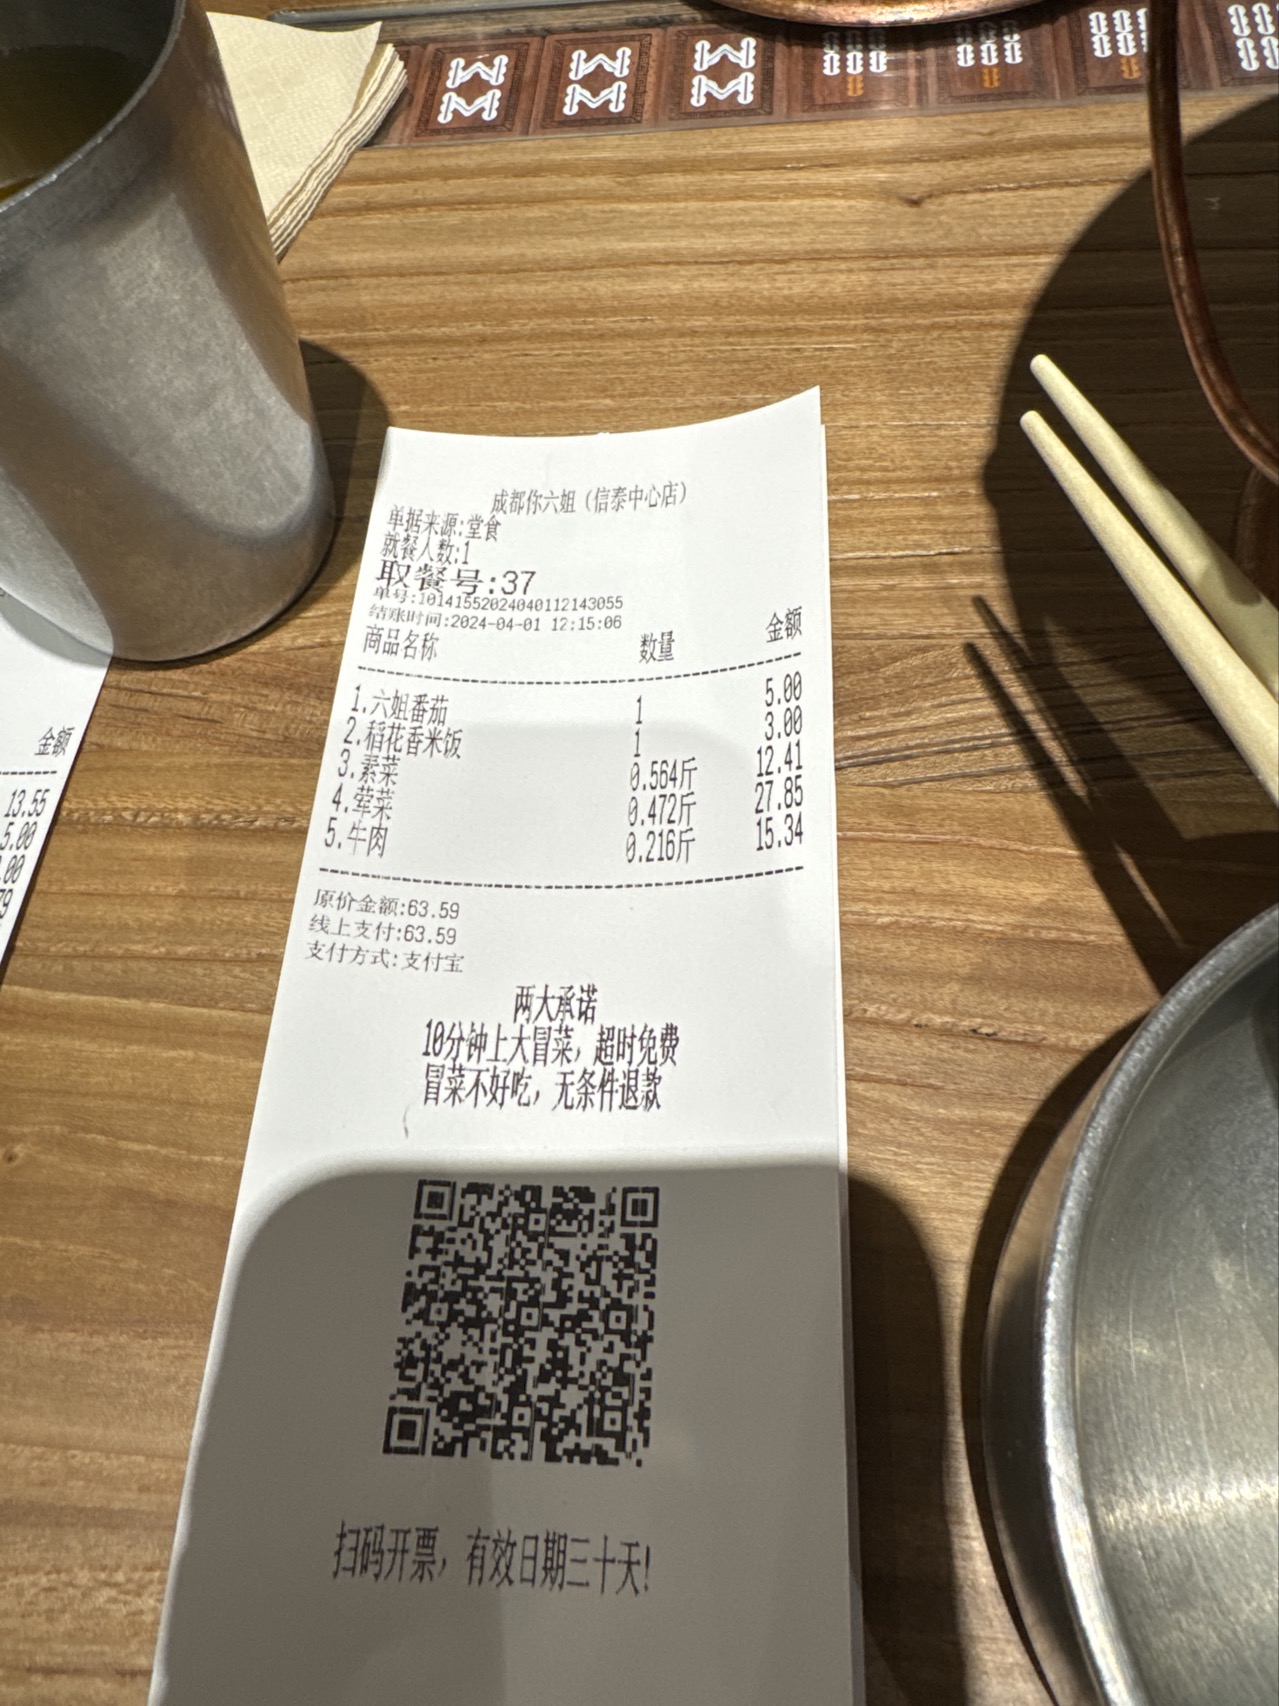 成都你六姐（信泰中心店）
单据来源:堂食
就餐人数:1
取餐号:37
单号:10141552024040112143055
结账时间:2024-04-01 12:15:06
商品名称 数量 金额
1.六姐番茄 1 5.00
2.稻花香米饭 1 3.00
3.素菜 0.564斤 12.41
4.荤菜 0.472斤 27.85
5.牛肉 0.216斤 15.34
原价金额:63.59
线上支付:63.59
支付方式:支付宝
两大承诺
10分钟上大冒菜，超时免费
冒菜不好吃，无条件退款
扫码开票，有效日期三十天!
金额
13.55
5.00
.00
79